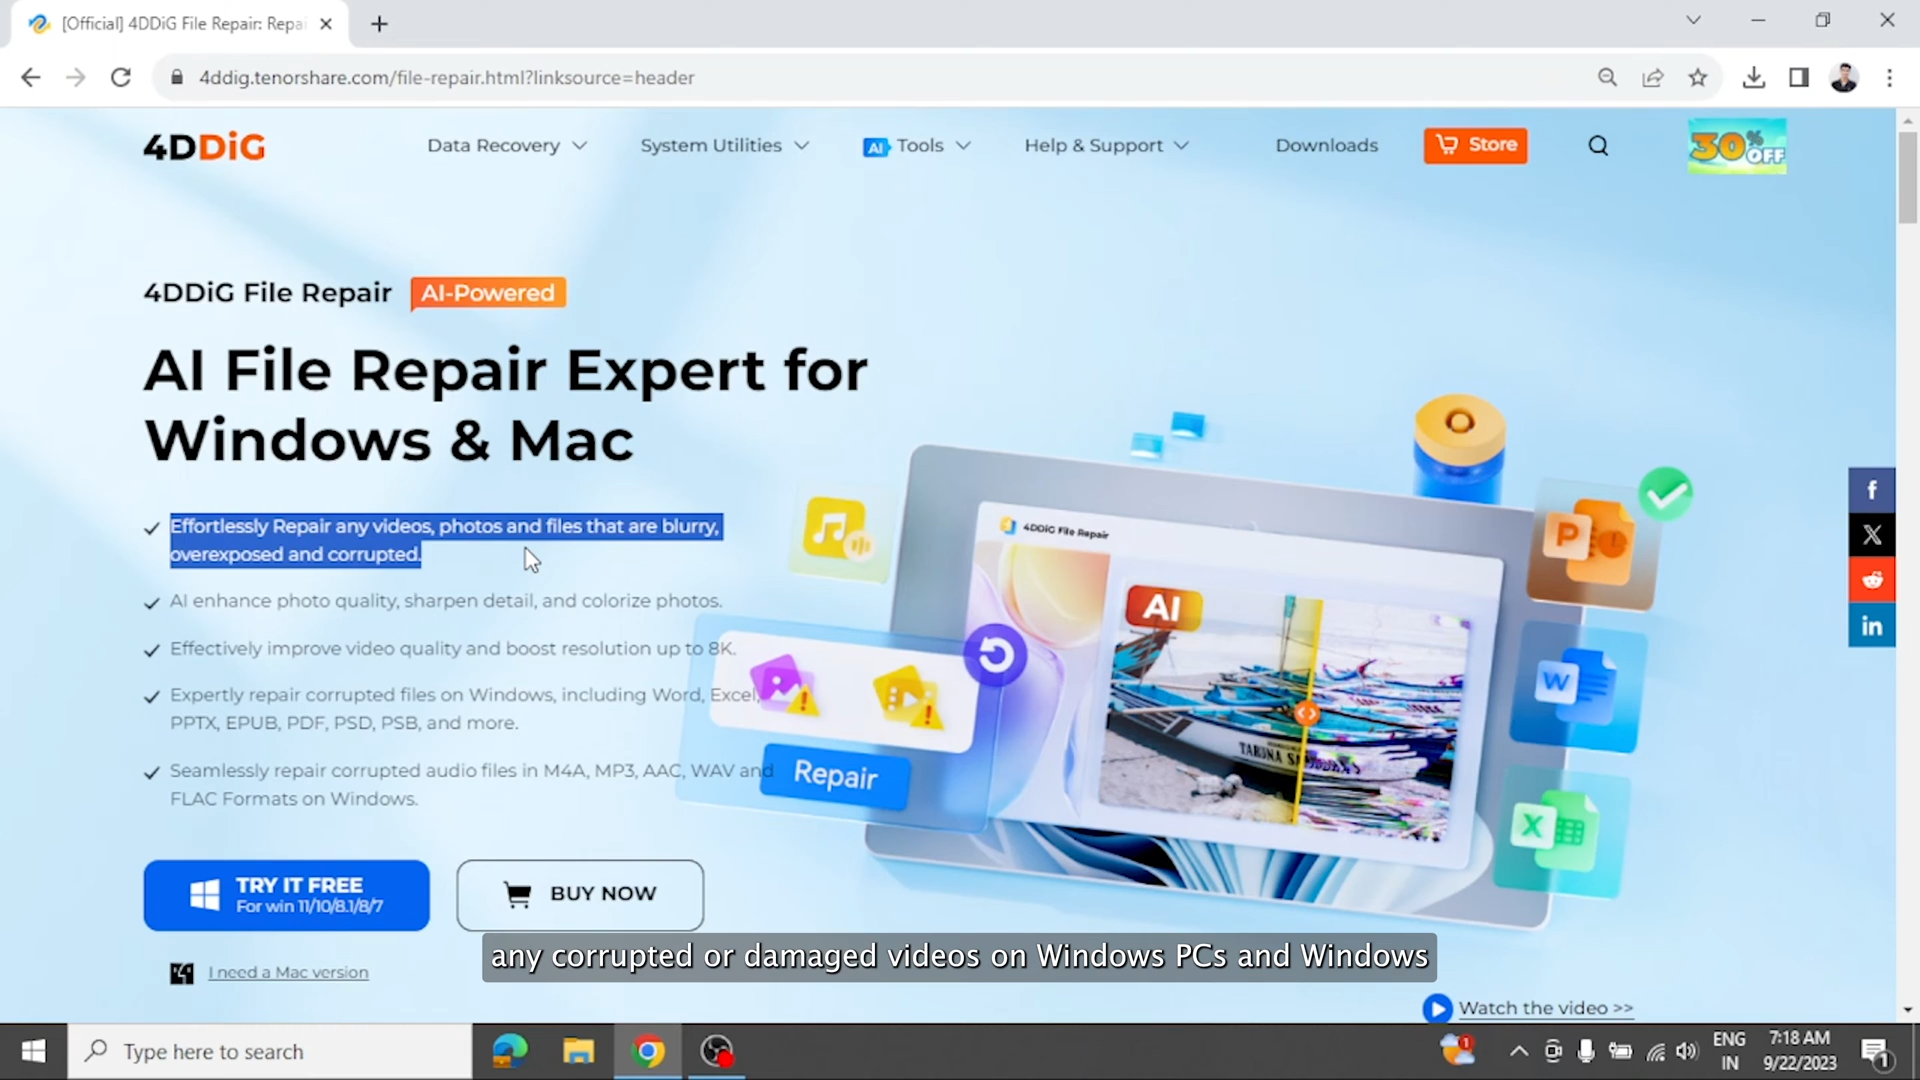 [Official] 4DDiG File Repair: Repai
4ddig.tenorshare.com/file-repair.html?linksource=header
4DDiG
Data Recovery
System Utilities
AI Tools
Help & Support
Downloads
Store
30% OFF
4DDiG File Repair
AI-Powered
AI File Repair Expert for
Windows & Mac
Effortlessly Repair any videos, photos and files that are blurry,
overexposed and corrupted.
AI enhance photo quality, sharpen detail, and colorize photos.
Effectively improve video quality and boost resolution up to 8K.
Expertly repair corrupted files on Windows, including Word, Excel,
PPTX, EPUB, PDF, PSD, PSB, and more.
Seamlessly repair corrupted audio files in M4A, MP3, AAC, WAV and
FLAC Formats on Windows.
4DDiG File Repair
AI
Repair
P
W
X
f
X
in
TRY IT FREE
For win 11/10/8.1/8/7
BUY NOW
I need a Mac version
any corrupted or damaged videos on Windows PCs and Windows
Watch the video >>
Type here to search
1
ENG
IN
7:18 AM
9/22/2023
1